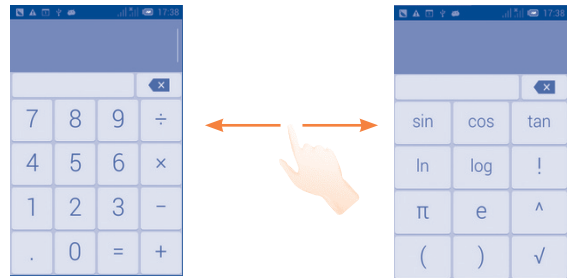 17:38
7 8 9 ÷
4 5 6 ×
1 2 3 −
. 0 = +
17:38
sin cos tan
ln log !
π e ^
( ) √